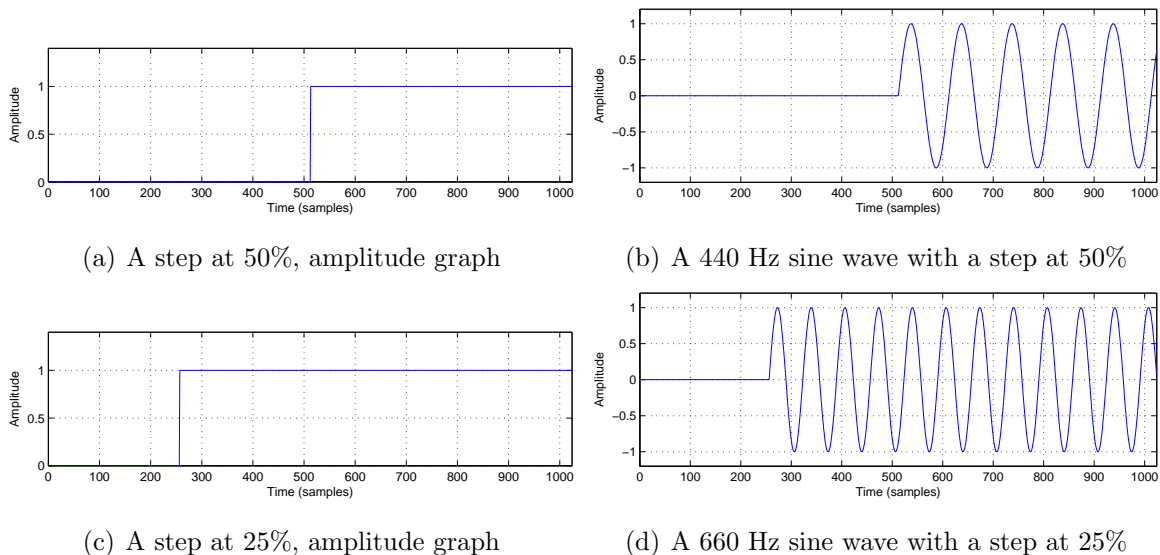 Amplitude
1
0.5
0
0 100 200 300 400 500 600 700 800 900 1000
Time (samples)
(a) A step at 50%, amplitude graph
Amplitude
1
0.5
0
−0.5
−1
0 100 200 300 400 500 600 700 800 900 1000
Time (samples)
(b) A 440 Hz sine wave with a step at 50%
Amplitude
1
0.5
0
0 100 200 300 400 500 600 700 800 900 1000
Time (samples)
(c) A step at 25%, amplitude graph
Amplitude
1
0.5
0
−0.5
−1
0 100 200 300 400 500 600 700 800 900 1000
Time (samples)
(d) A 660 Hz sine wave with a step at 25%